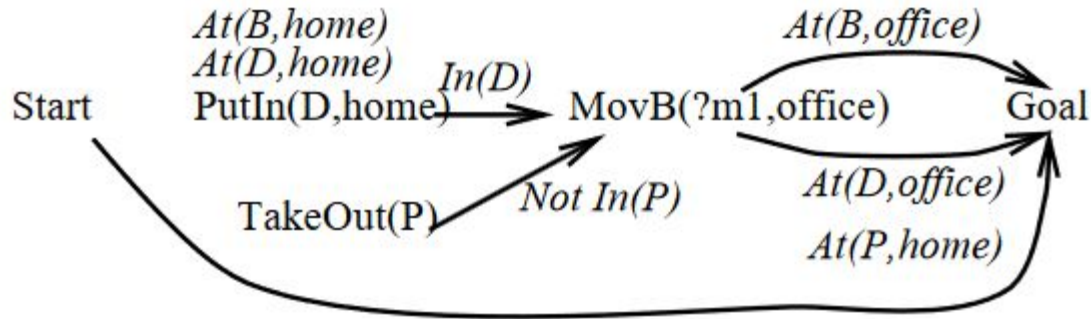 At(B,home)
At(B,office)
At(D,home)
In(D)
Start
PutIn(D,home)
MovB(?m1,office)
Goal
At(D,office)
Not In(P)
TakeOut(P)
At(P,home)